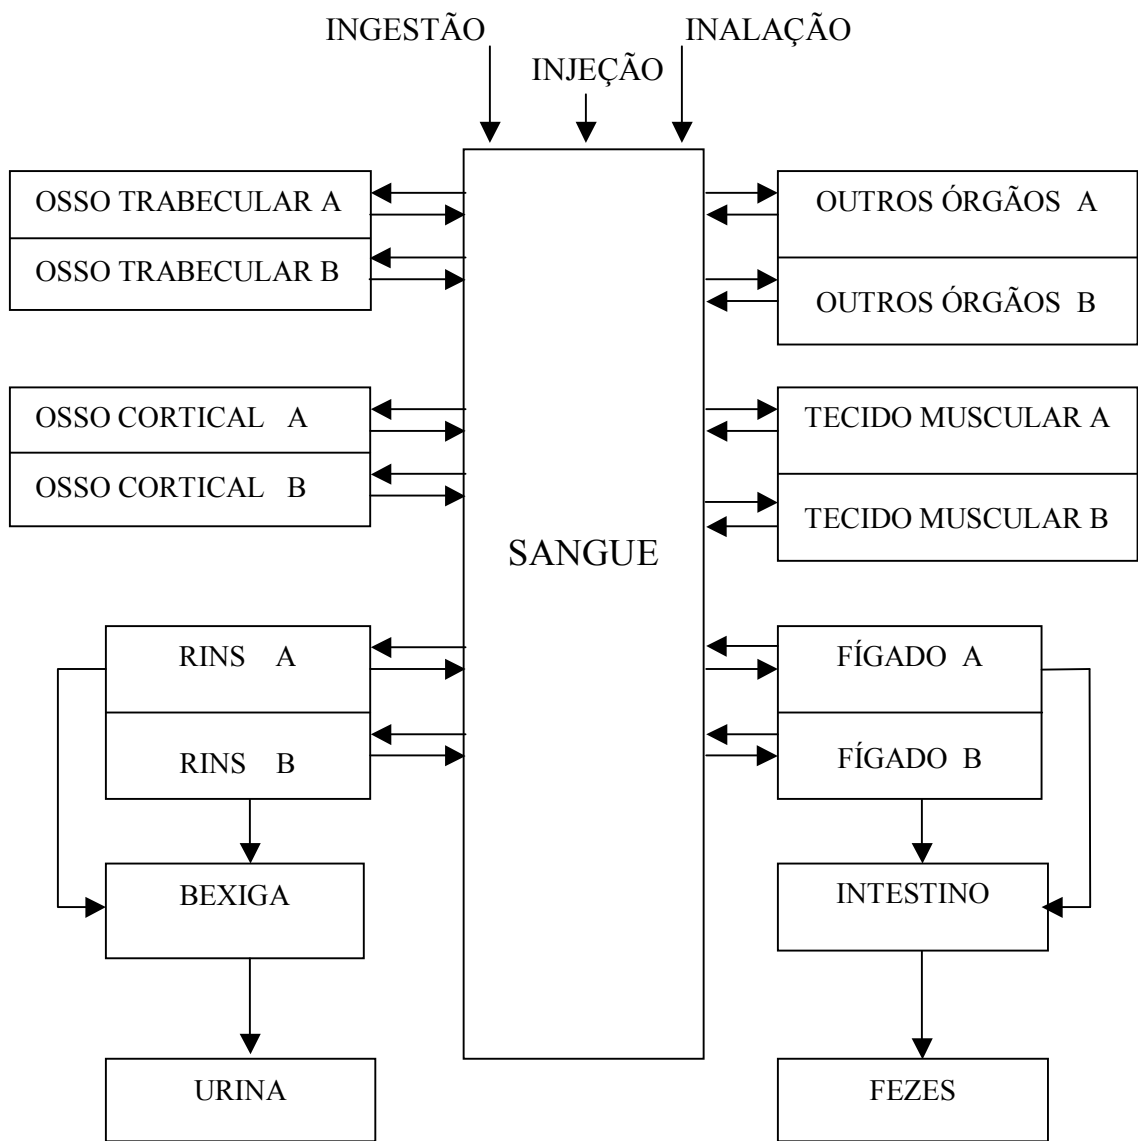 INGESTÃO
INALAÇÃO
INJEÇÃO
OSSO TRABECULAR A
OSSO TRABECULAR B
OUTROS ÓRGÃOS A
OUTROS ÓRGÃOS B
OSSO CORTICAL A
OSSO CORTICAL B
TECIDO MUSCULAR A
TECIDO MUSCULAR B
SANGUE
RINS A
RINS B
FÍGADO A
FÍGADO B
BEXIGA
INTESTINO
URINA
FEZES